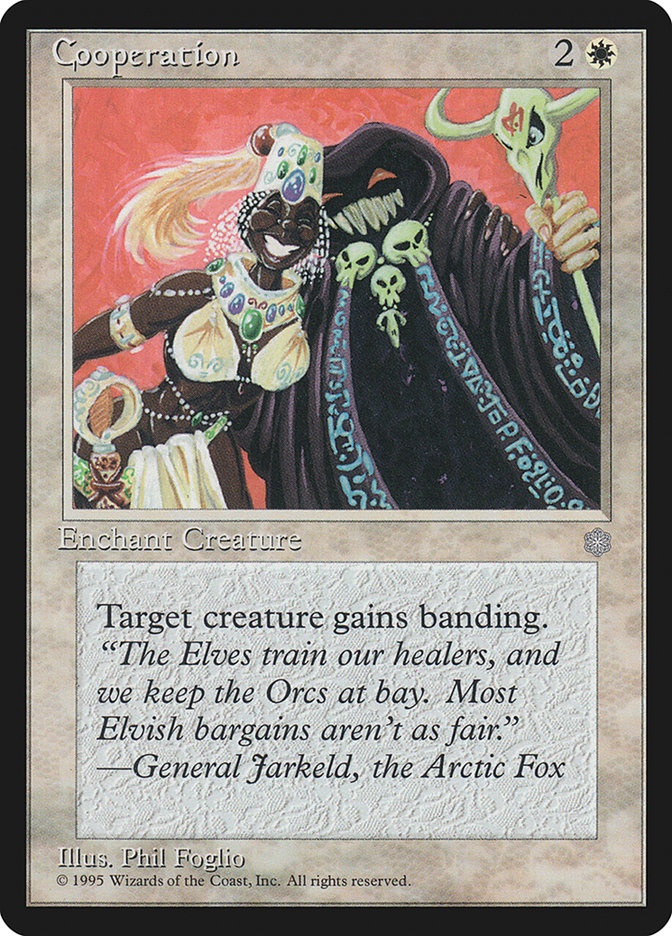 Cooperation 2
Enchant Creature
Target creature gains banding.
“The Elves train our healers, and
we keep the Orcs at bay. Most
Elvish bargains aren’t as fair.”
—General Jarkeld, the Arctic Fox
Illus. Phil Foglio
© 1995 Wizards of the Coast, Inc. All rights reserved.